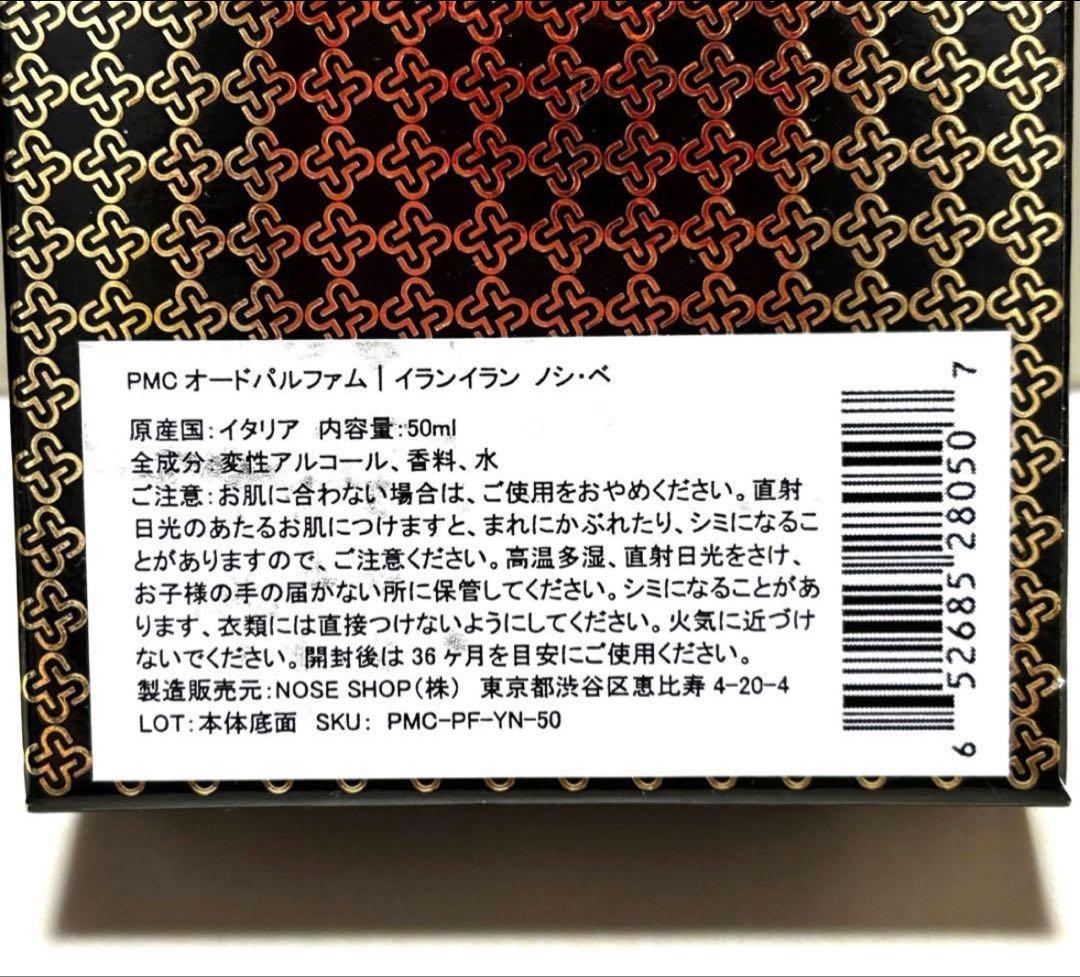 PMC オードパルファム | イランイラン ノシ・ベ
原産国:イタリア 内容量:50ml
全成分:変性アルコール、香料、水
ご注意:お肌に合わない場合は、ご使用をおやめください。直射
日光のあたるお肌につけますと、まれにかぶれたり、シミになるこ
とがありますので、ご注意ください。高温多湿、直射日光をさけ、
お子様の手の届かない所に保管してください。シミになることがあ
ります、衣類には直接つけないようにしてください。火気に近づけ
ないでください。開封後は 36 ヶ月を目安にご使用ください。
製造販売元:NOSE SHOP(株) 東京都渋谷区恵比寿 4-20-4
LOT:本体底面 SKU: PMC-PF-YN-50
6 52685 28050 7